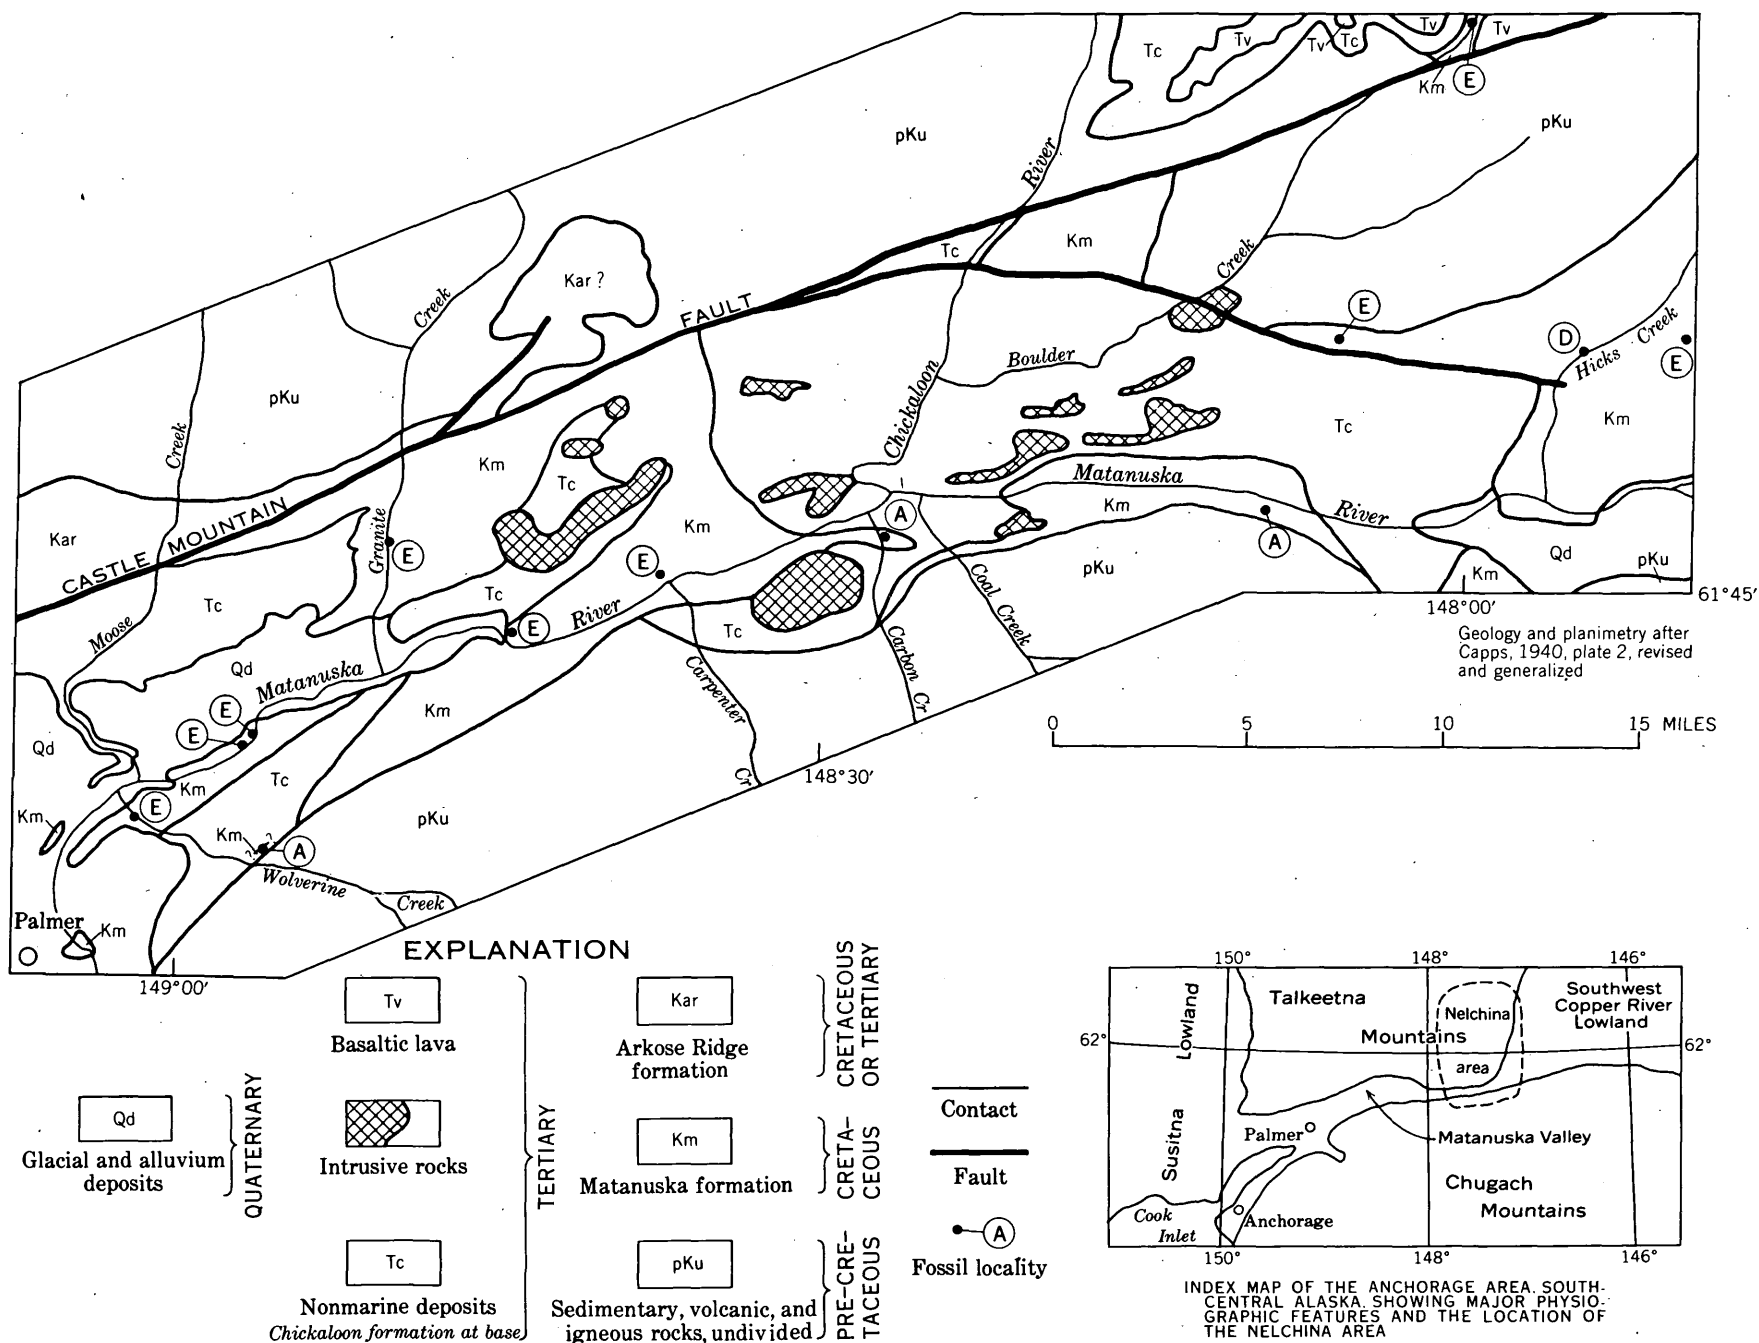 Tc
Tv
Tv
Tc
Tv
Tv
Km
E
pKu
pKu
River
Tc
Km
Creek
Kar ?
Creek
FAULT
E
D
Hicks Creek
E
Boulder
Chickaloon
pKu
Creek
Km
Tc
Tc
Km
Km
Matanuska
Km
River
A
A
Kar
CASTLE MOUNTAIN
Granite
E
E
Qd
pKu
Km
pKu
Coal Creek
Tc
Tc
River
E
Tc
Moose
Carbon Cr
Carpenter
Cr
61°45'
148°00'
Geology and planimetry after
Capps, 1940, plate 2, revised
and generalized
Qd
Matanuska
Km
E
E
Qd
0 5 10 15 MILES
148°30'
Tc
Km
E
Km
pKu
Km
A
? ?
Wolverine
Creek
Palmer
Km
149°00'
EXPLANATION
Tv
Basaltic lava
Kar
Arkose Ridge
formation
CRETACEOUS
OR TERTIARY
Qd
Glacial and alluvium
deposits
QUATERNARY
Intrusive rocks
TERTIARY
Km
Matanuska formation
CRETA-
CEOUS
Tc
Nonmarine deposits
Chickaloon formation at base
pKu
Sedimentary, volcanic, and
igneous rocks, undivided
PRE-CRE-
TACEOUS
Contact
Fault
A
Fossil locality
150° 148° 146°
Talkeetna
Mountains
Nelchina
area
Southwest
Copper River
Lowland
62° 62°
Susitna Lowland
Palmer
Matanuska Valley
Chugach
Mountains
Cook
Inlet
Anchorage
150° 148° 146°
INDEX MAP OF THE ANCHORAGE AREA, SOUTH-
CENTRAL ALASKA, SHOWING MAJOR PHYSIO-
GRAPHIC FEATURES AND THE LOCATION OF
THE NELCHINA AREA